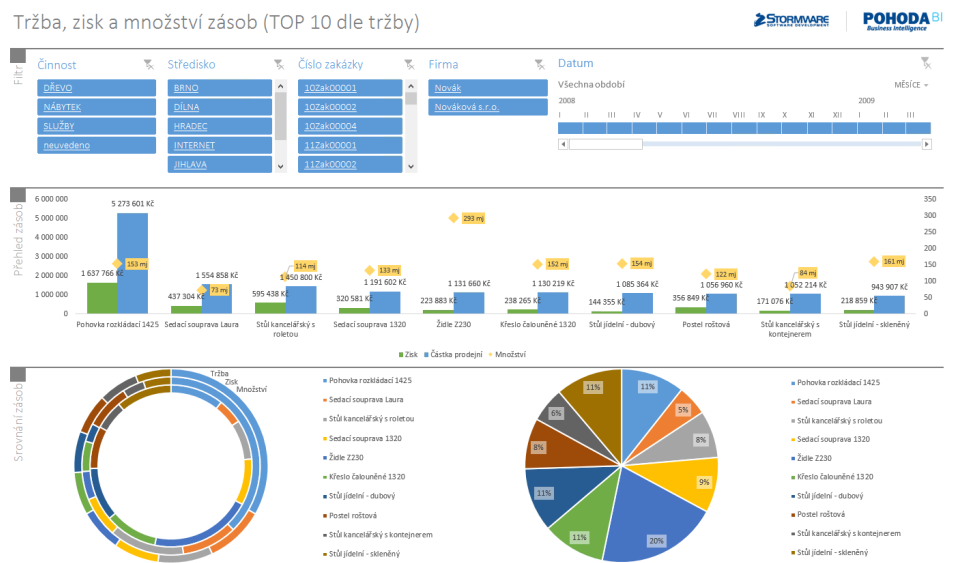 Tržba, zisk a množství zásob (TOP 10 dle tržby)
STORMWARE
SOFTWARE DEVELOPMENT
POHODA BI
Business Intelligence
Filtr
Činnost
DŘEVO
NÁBYTEK
SLUŽBY
neuvedeno
Středisko
BRNO
DÍLNA
HRADEC
INTERNET
JIHLAVA
Číslo zakázky
10Zak00001
10Zak00002
10Zak00004
11Zak00001
11Zak00002
Firma
Novák
Nováková s.r.o.
Datum
Všechna období
MĚSÍCE
2008 2009
I II III IV V VI VII VIII IX X XI XII I II III
Přehled zásob
6 000 000
5 000 000
4 000 000
3 000 000
2 000 000
1 000 000
0
350
300
250
200
150
100
50
0
1 637 766 Kč
5 273 601 Kč
153 mj
437 304 Kč
1 554 858 Kč
73 mj
595 438 Kč
1 450 800 Kč
114 mj
320 581 Kč
1 191 602 Kč
133 mj
223 883 Kč
1 131 660 Kč
293 mj
238 265 Kč
1 130 219 Kč
152 mj
144 355 Kč
1 085 364 Kč
154 mj
356 849 Kč
1 056 960 Kč
122 mj
171 076 Kč
1 052 214 Kč
84 mj
218 859 Kč
943 907 Kč
161 mj
Pohovka rozkládací 1425
Sedací souprava Laura
Stůl kancelářský s
roletou
Sedací souprava 1320
Židle Z230
Křeslo čalouněné 1320
Stůl jídelní - dubový
Postel roštová
Stůl kancelářský s
kontejnerem
Stůl jídelní - skleněný
Zisk Částka prodejní Množství
Srovnání zásob
Tržba
Zisk
Množství
Pohovka rozkládací 1425
Sedací souprava Laura
Stůl kancelářský s roletou
Sedací souprava 1320
Židle Z230
Křeslo čalouněné 1320
Stůl jídelní - dubový
Postel roštová
Stůl kancelářský s kontejnerem
Stůl jídelní - skleněný
11%
5%
8%
9%
20%
11%
11%
8%
6%
11%
Pohovka rozkládací 1425
Sedací souprava Laura
Stůl kancelářský s roletou
Sedací souprava 1320
Židle Z230
Křeslo čalouněné 1320
Stůl jídelní - dubový
Postel roštová
Stůl kancelářský s kontejnerem
Stůl jídelní - skleněný